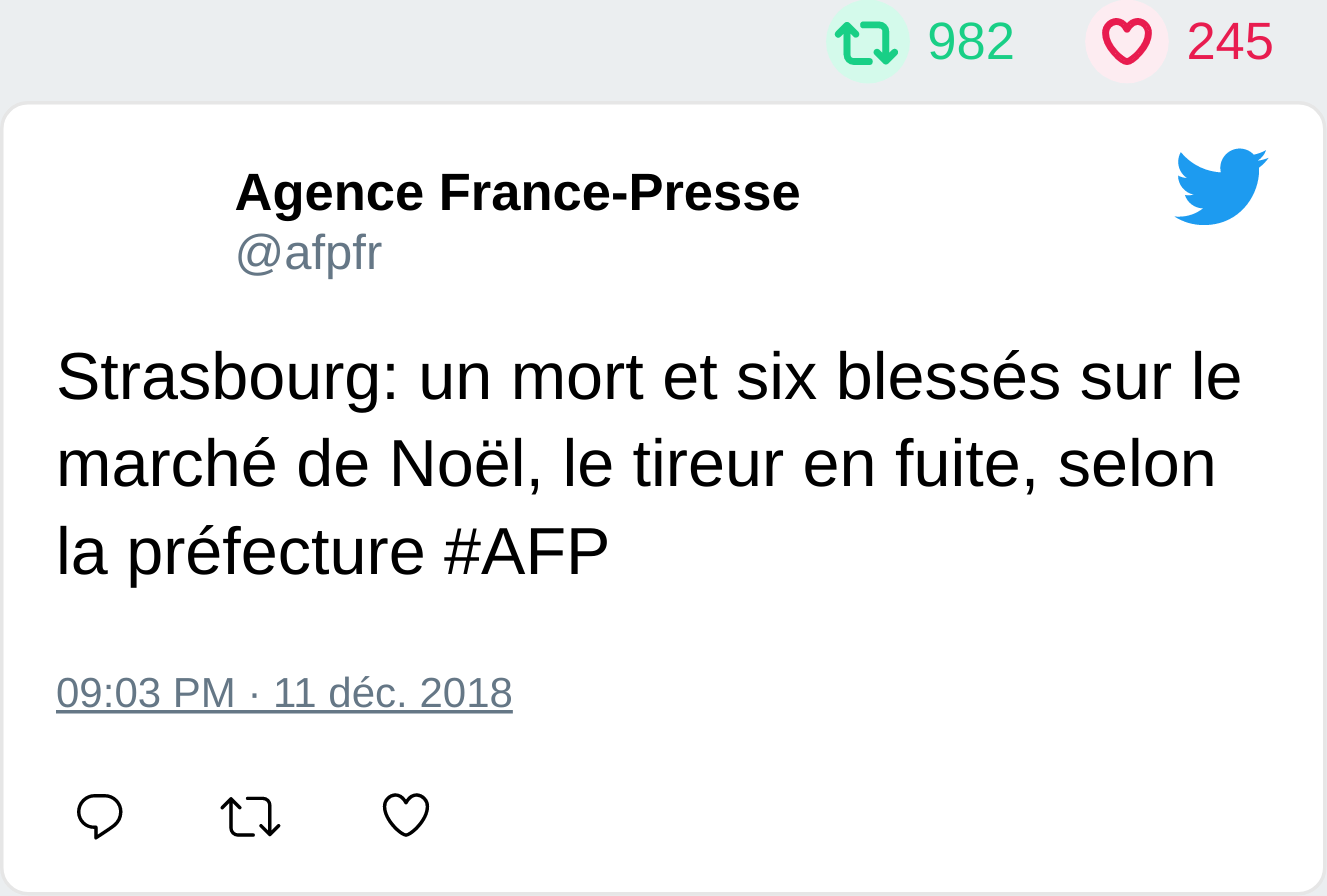 982 245
Agence France-Presse
@afpfr
Strasbourg: un mort et six blessés sur le
marché de Noël, le tireur en fuite, selon
la préfecture #AFP
09:03 PM · 11 déc. 2018